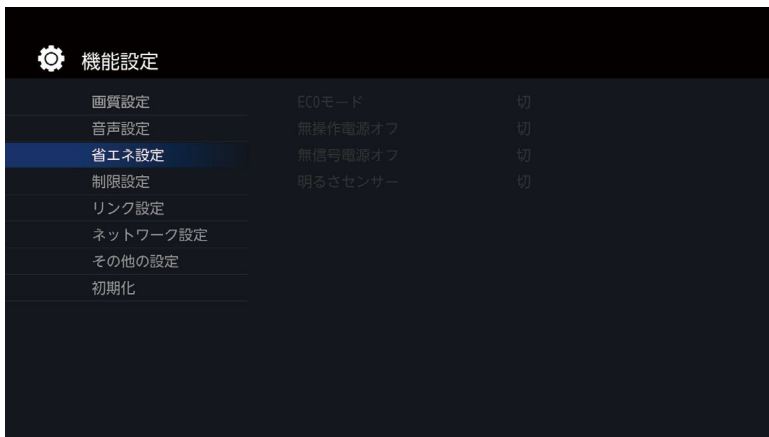 機能設定
画質設定
音声設定
省エネ設定
制限設定
リンク設定
ネットワーク設定
その他の設定
初期化
ECOモード 切
無操作電源オフ 切
無信号電源オフ 切
明るさセンサー 切